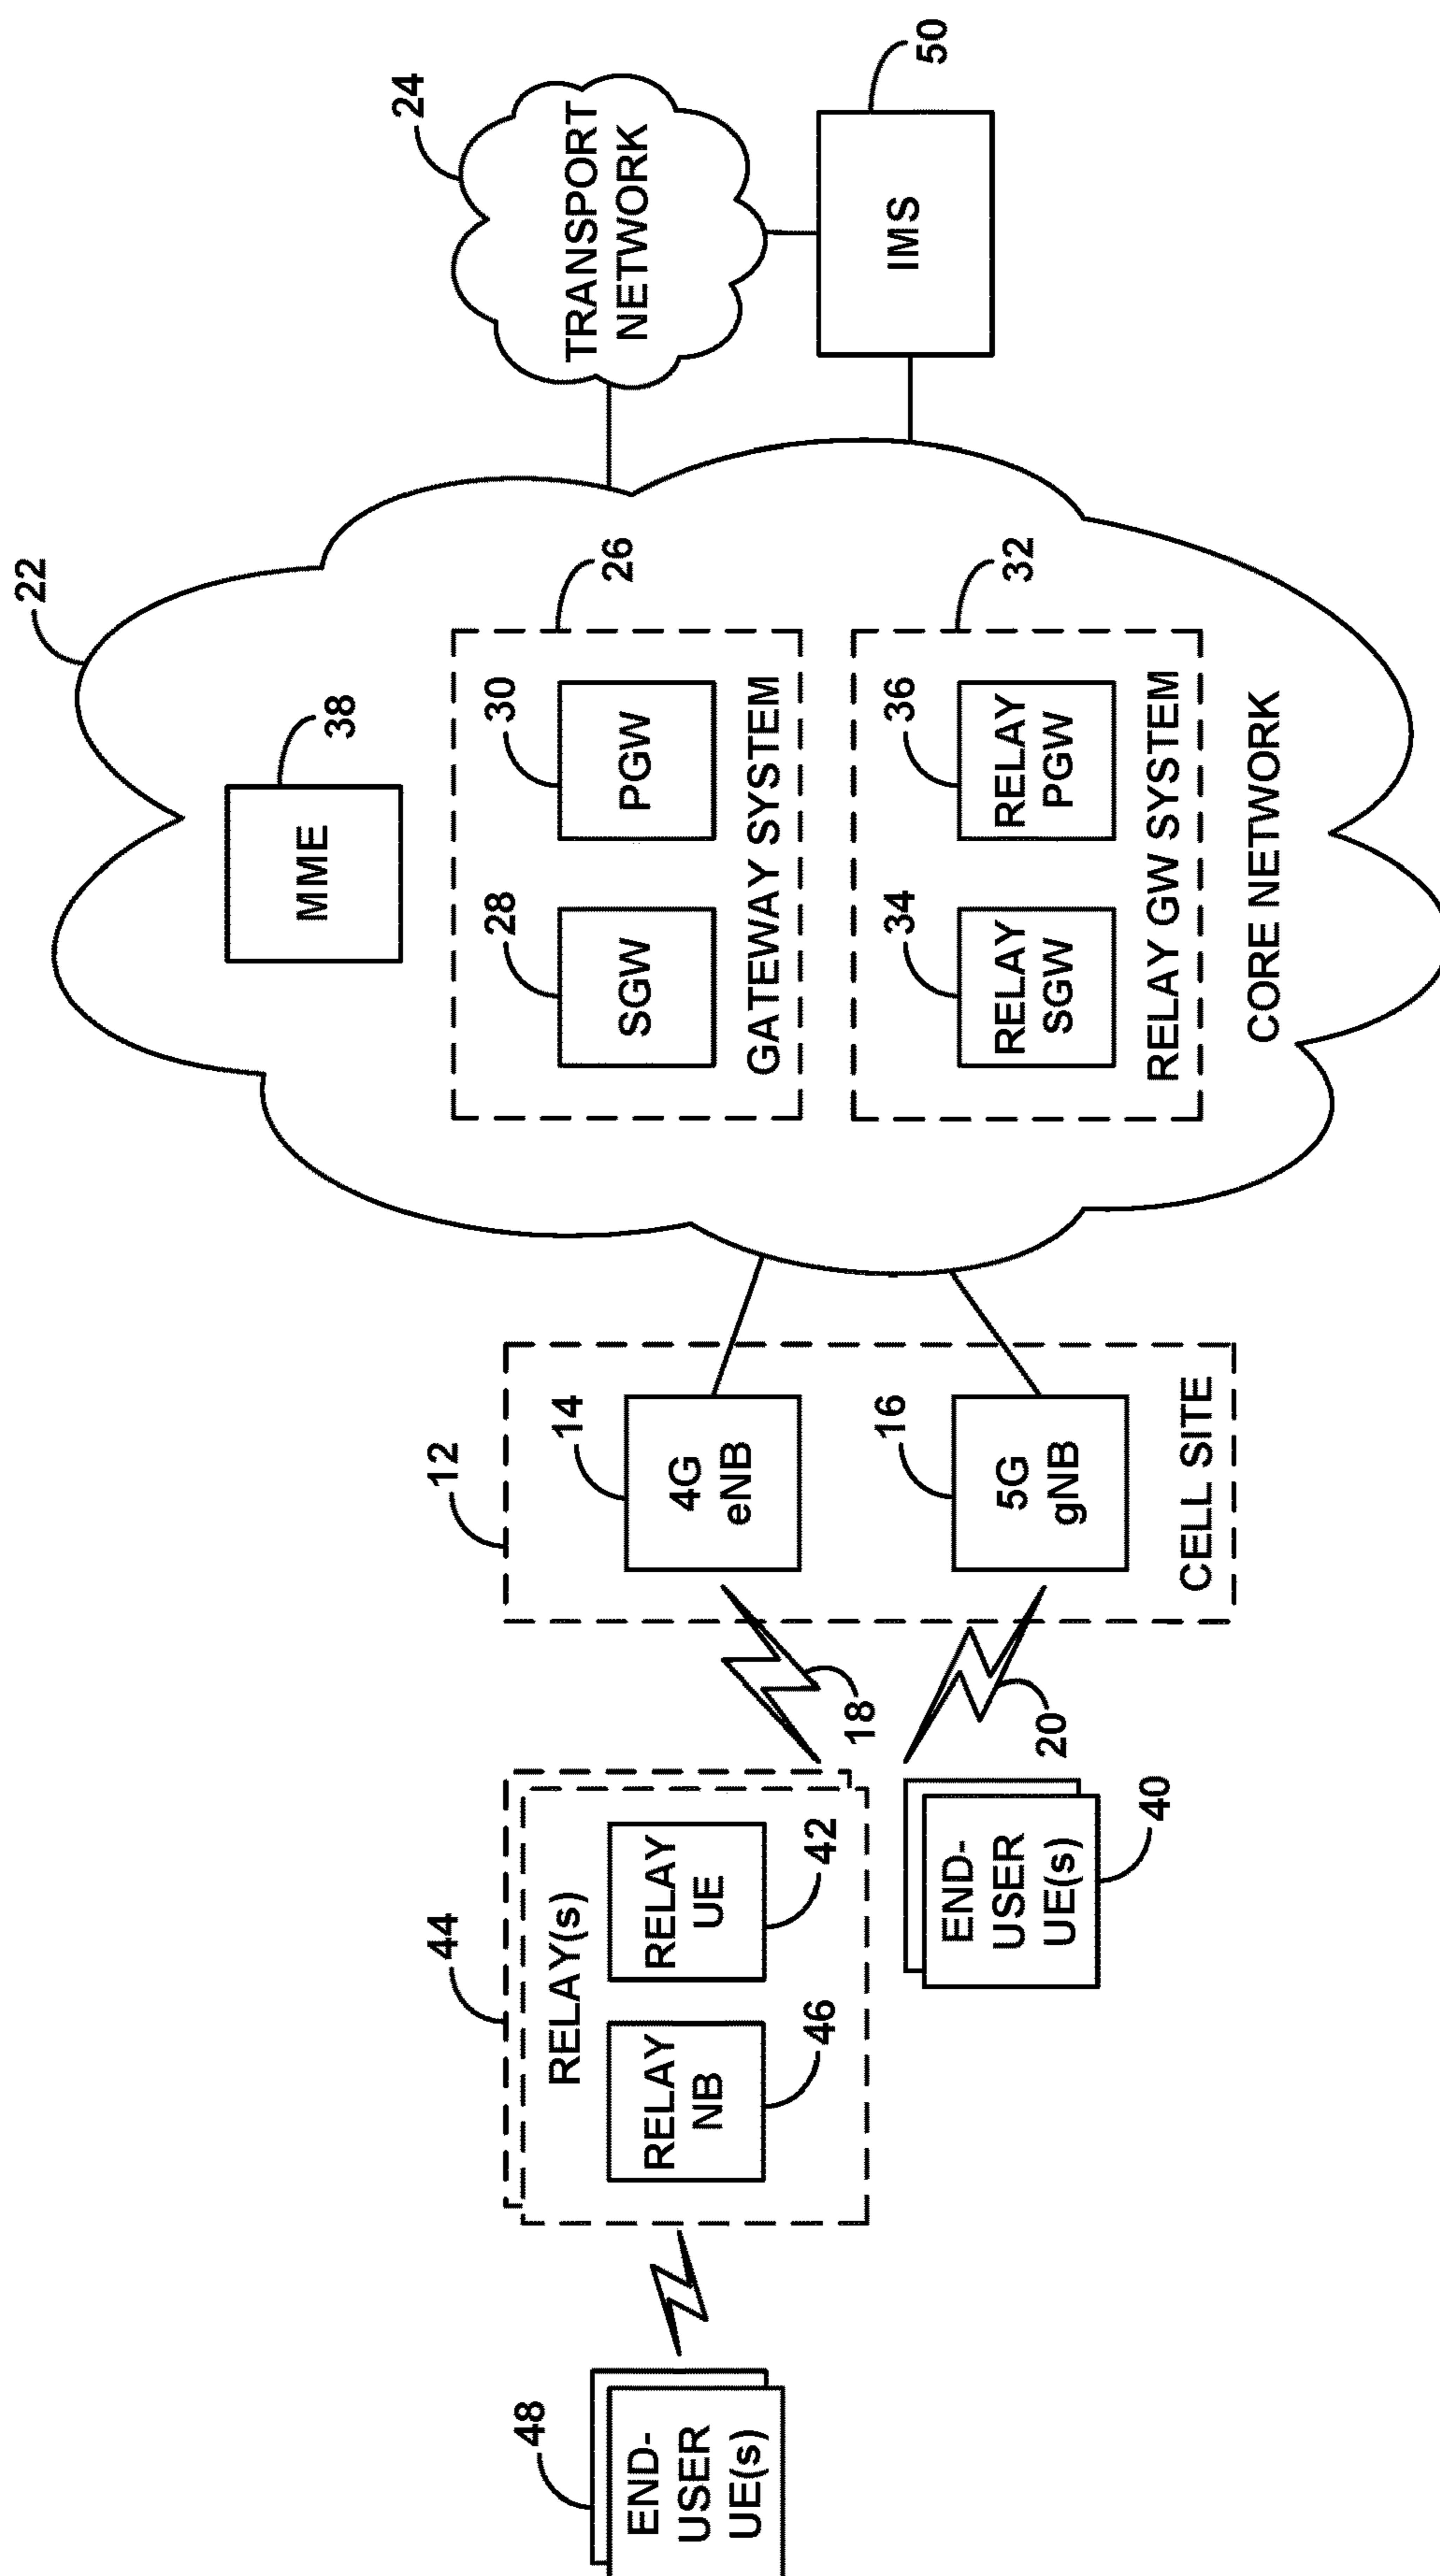 48
END-
USER
UE(s)
44
RELAY(s)
RELAY
NB
46
RELAY
UE
42
END-
USER
UE(s)
40
18
20
12
14
4G
eNB
16
5G
gNB
CELL SITE
22
MME
38
26
28
SGW
30
PGW
GATEWAY SYSTEM
32
34
RELAY
SGW
36
RELAY
PGW
RELAY GW SYSTEM
CORE NETWORK
24
TRANSPORT
NETWORK
IMS
50